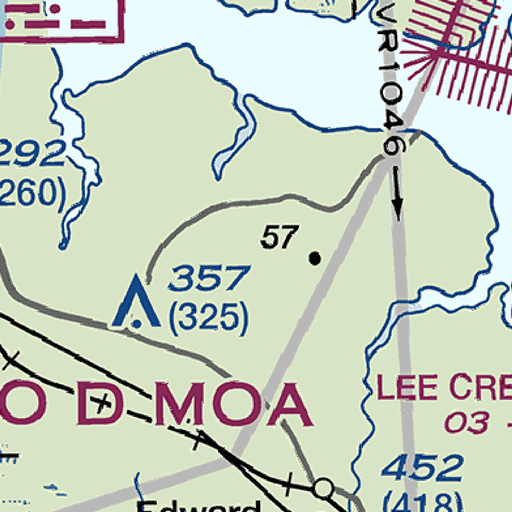 VR1046
292
260)
57
357
(325)
O D MOA
LEE CRE
03 -
452
(418)
Edward